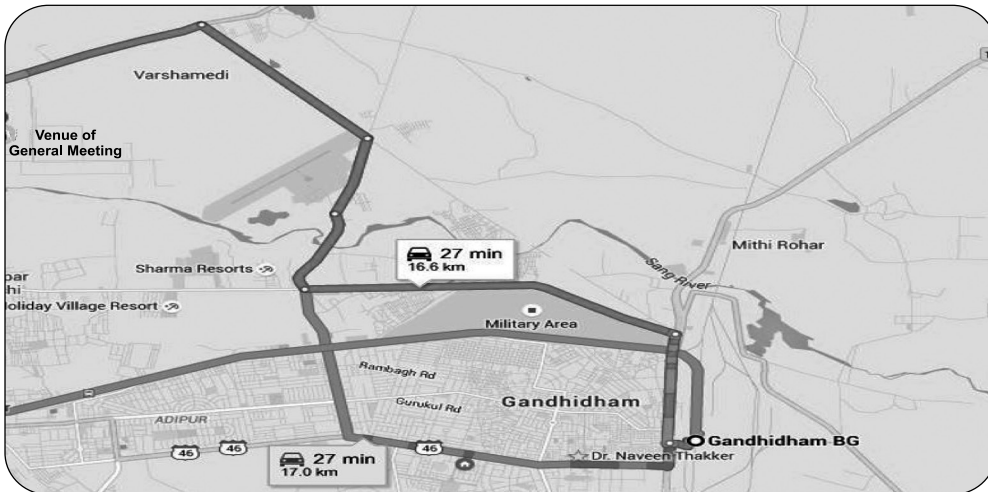 Varshamedi
Venue of
General Meeting
Mithi Rohar
27 min
16.6 km
Sharma Resorts
Sang River
Holiday Village Resort
Military Area
Rambagh Rd
Gandhidham
Gurukul Rd
ADIPUR
46
46
46
Gandhidham BG
27 min
17.0 km
Dr. Naveen Thakker